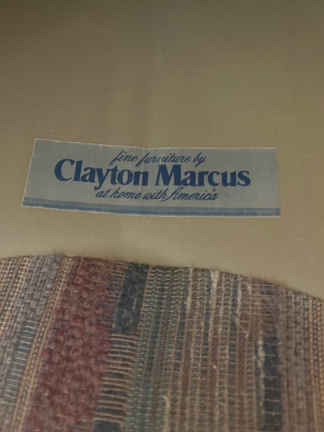 fine furniture by
Clayton Marcus
at home with America